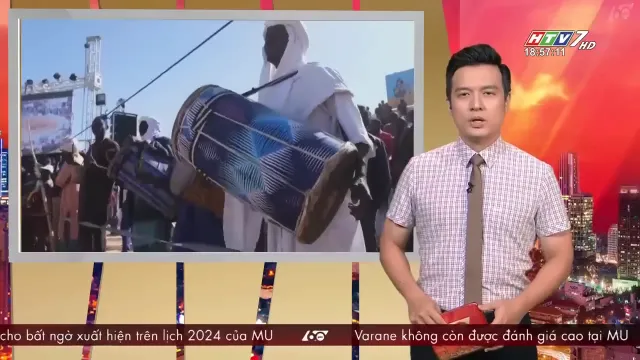 HTV7 HD
18:57:11
cho bất ngờ xuất hiện trên lịch 2024 của MU
Varane không còn được đánh giá cao tại MU